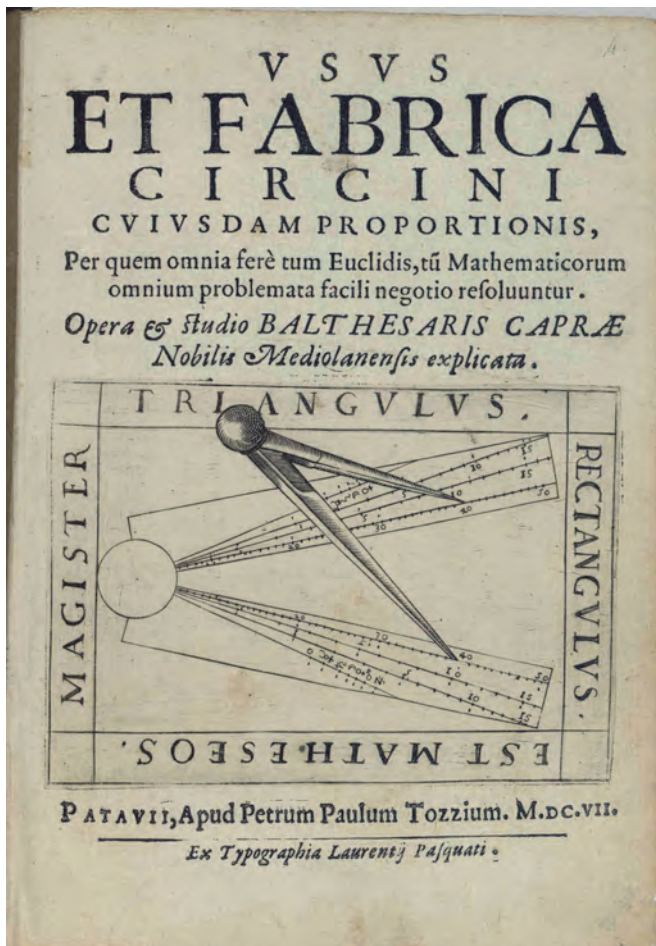 VSVS
ET FABRICA
CIRCINI
CVIVSDAM PROPORTIONIS,
Per quem omnia ferè tum Euclidis, tũ Mathematicorum
omnium problemata facili negotio reſoluuntur.
Opera & ſtudio BALTHESARIS CAPRÆ
Nobilis Mediolanenſis explicata.
TRIANGVLVS.
RECTANGVLVS.
EST MATHESEOS.
MAGISTER
PATAVII, Apud Petrum Paulum Tozzium. M.DC.VII.
Ex Typographia Laurentij Paſquati.